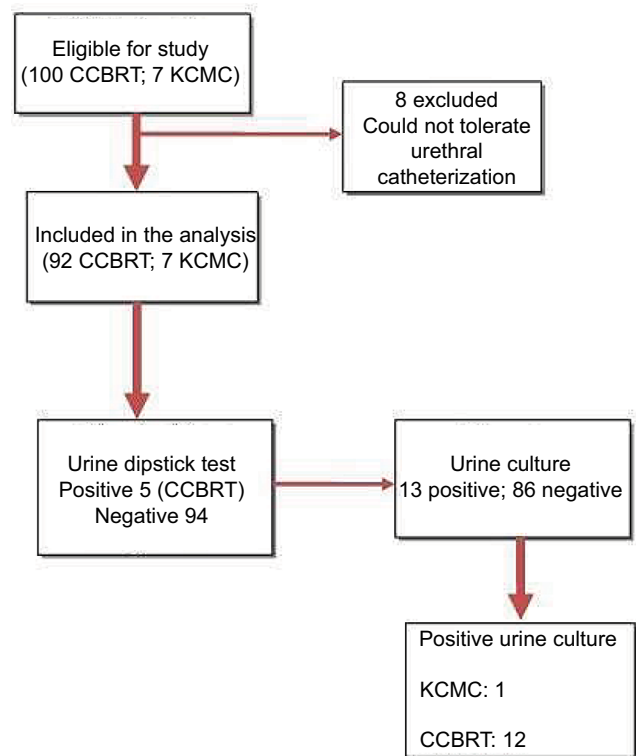 Eligible for study
(100 CCBRT; 7 KCMC)
8 excluded
Could not tolerate
urethral
catheterization
Included in the analysis
(92 CCBRT; 7 KCMC)
Urine dipstick test
Positive 5 (CCBRT)
Negative 94
Urine culture
13 positive; 86 negative
Positive urine culture
KCMC: 1
CCBRT: 12